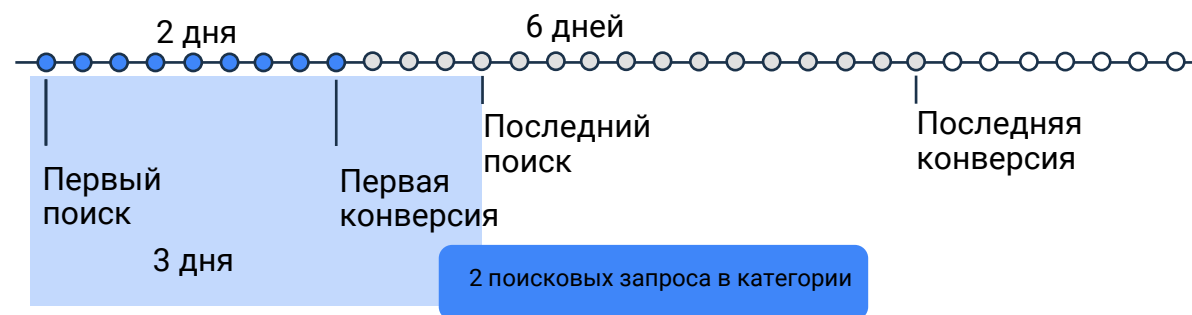 2 дня
6 дней
Последний
поиск
Последняя
конверсия
Первый
поиск
Первая
конверсия
3 дня
2 поисковых запроса в категории